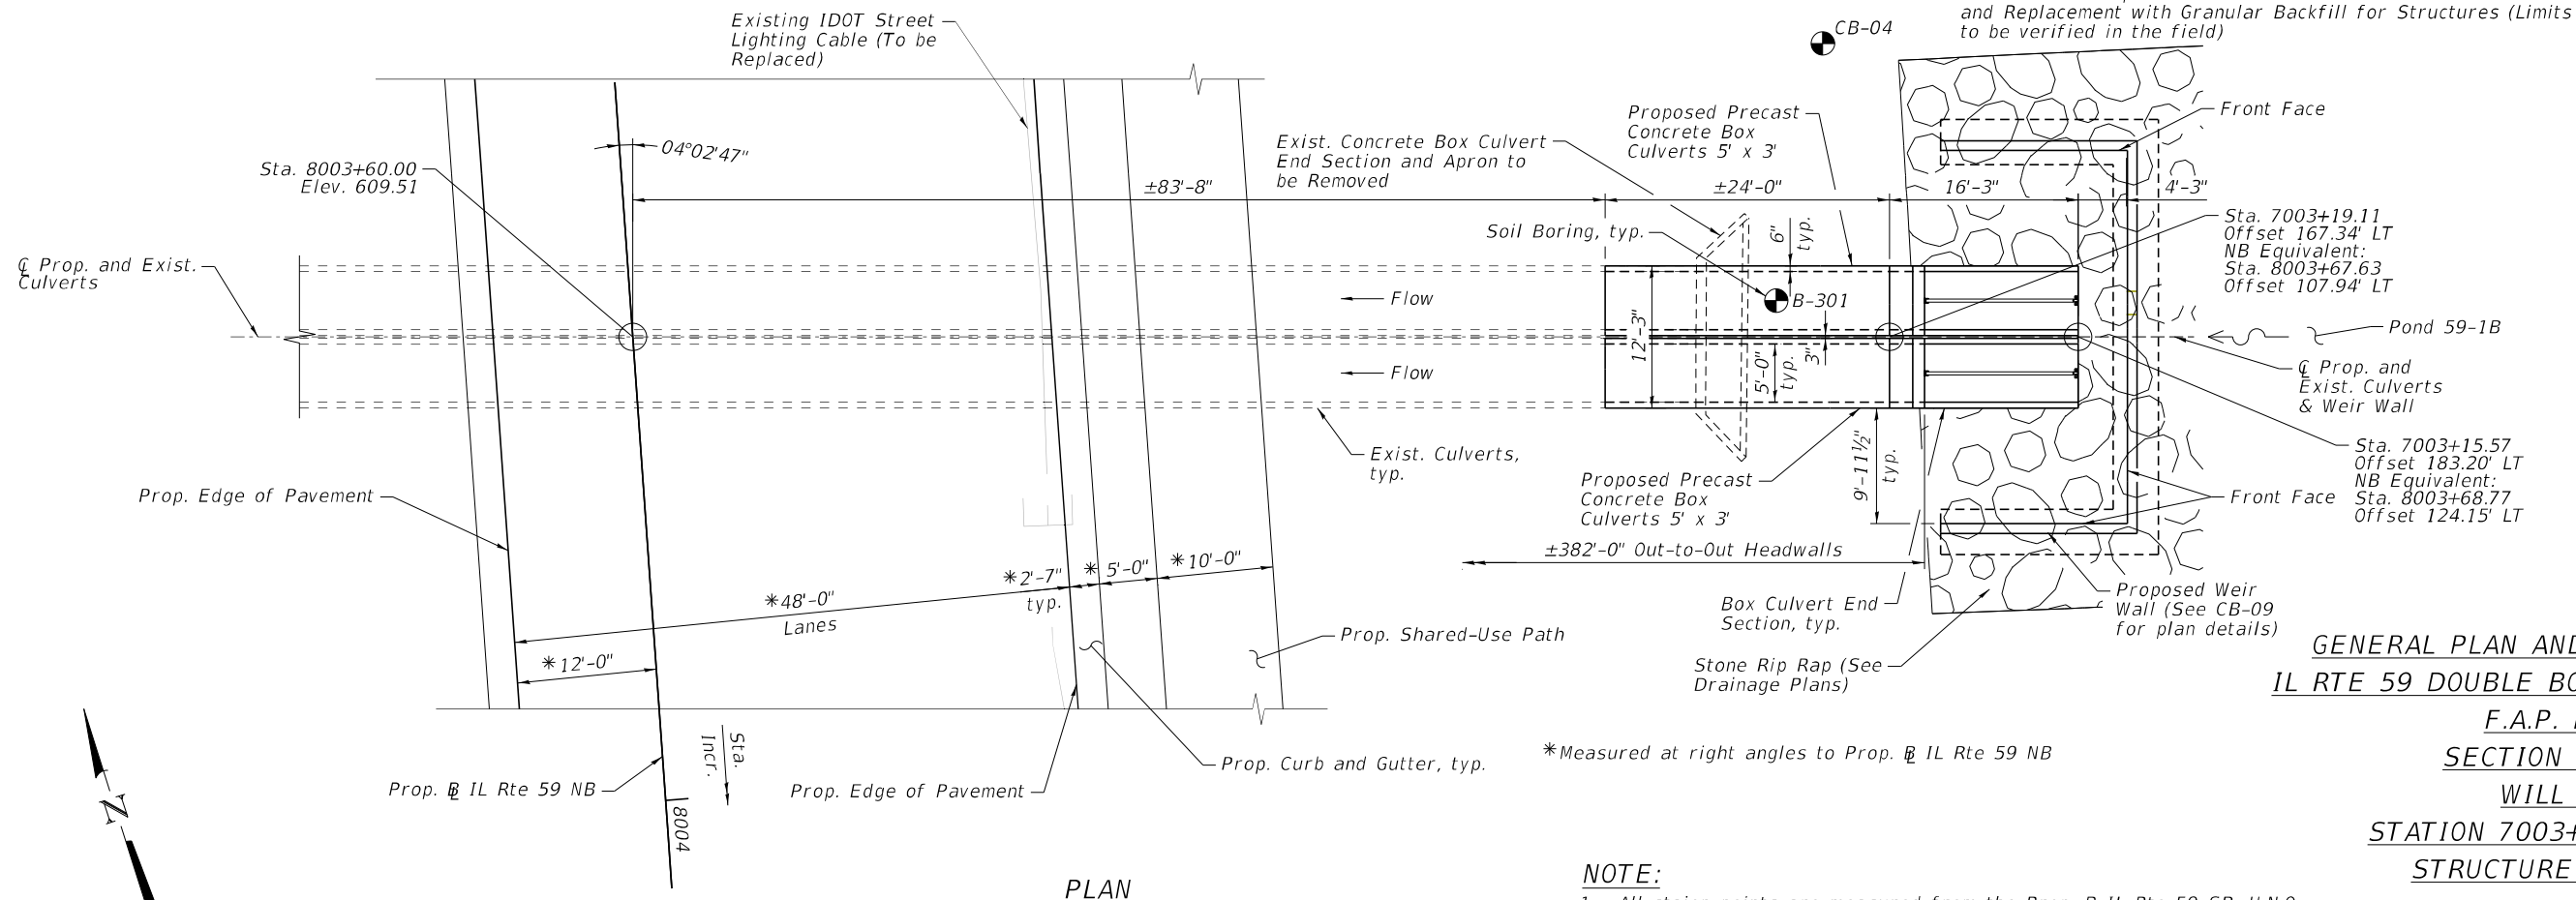 Existing IDOT Street
Lighting Cable (To be
Replaced)
CB-04
and Replacement with Granular Backfill for Structures (Limits
to be verified in the field)
04°02'47"
Sta. 8003+60.00
Elev. 609.51
Exist. Concrete Box Culvert
End Section and Apron to
be Removed
Proposed Precast
Concrete Box
Culverts 5' x 3'
Front Face
±83'-8"
±24'-0"
16'-3"
4'-3"
Soil Boring, typ.
6"
typ.
Sta. 7003+19.11
Offset 167.34' LT
NB Equivalent:
Sta. 8003+67.63
Offset 107.94' LT
℄ Prop. and Exist.
Culverts
Flow
B-301
12'-3"
3"
5'-0"
typ.
Pond 59-1B
Flow
℄ Prop. and
Exist. Culverts
& Weir Wall
Exist. Culverts,
typ.
9'-11½"
typ.
Sta. 7003+15.57
Offset 183.20' LT
NB Equivalent:
Sta. 8003+68.77
Offset 124.15' LT
Prop. Edge of Pavement
Proposed Precast
Concrete Box
Culverts 5' x 3'
Front Face
±382'-0" Out-to-Out Headwalls
*48'-0"
Lanes
*2'-7"
typ.
* 5'-0"
*10'-0"
*12'-0"
Box Culvert End
Section, typ.
Proposed Weir
Wall (See CB-09
for plan details)
Prop. Shared-Use Path
Stone Rip Rap (See
Drainage Plans)
GENERAL PLAN AND
IL RTE 59 DOUBLE BO
F.A.P.
SECTION
WILL
STATION 7003+
STRUCTURE
Sta.
Incr.
*Measured at right angles to Prop. ⅊ IL Rte 59 NB
Prop. Curb and Gutter, typ.
Prop. ⅊ IL Rte 59 NB
Prop. Edge of Pavement
8004
N
PLAN
NOTE: